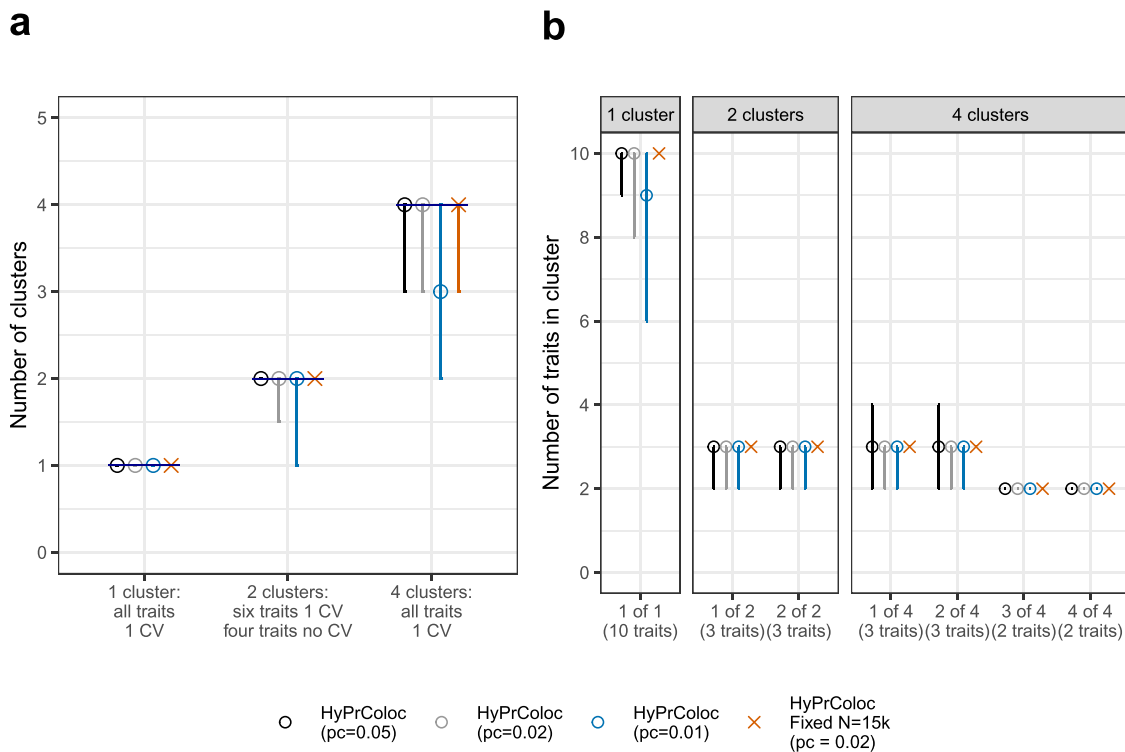 a
Number of clusters
5
4
3
2
1
0
1 cluster:
all traits
1 CV
2 clusters:
six traits 1 CV
four traits no CV
4 clusters:
all traits
1 CV
b
1 cluster
2 clusters
4 clusters
Number of traits in cluster
10
8
6
4
2
0
1 of 1
(10 traits)
1 of 2
(3 traits)
2 of 2
(3 traits)
1 of 4
(3 traits)
2 of 4
(3 traits)
3 of 4
(2 traits)
4 of 4
(2 traits)
HyPrColoc
(pc=0.05)
HyPrColoc
(pc=0.02)
HyPrColoc
(pc=0.01)
HyPrColoc
Fixed N=15k
(pc = 0.02)